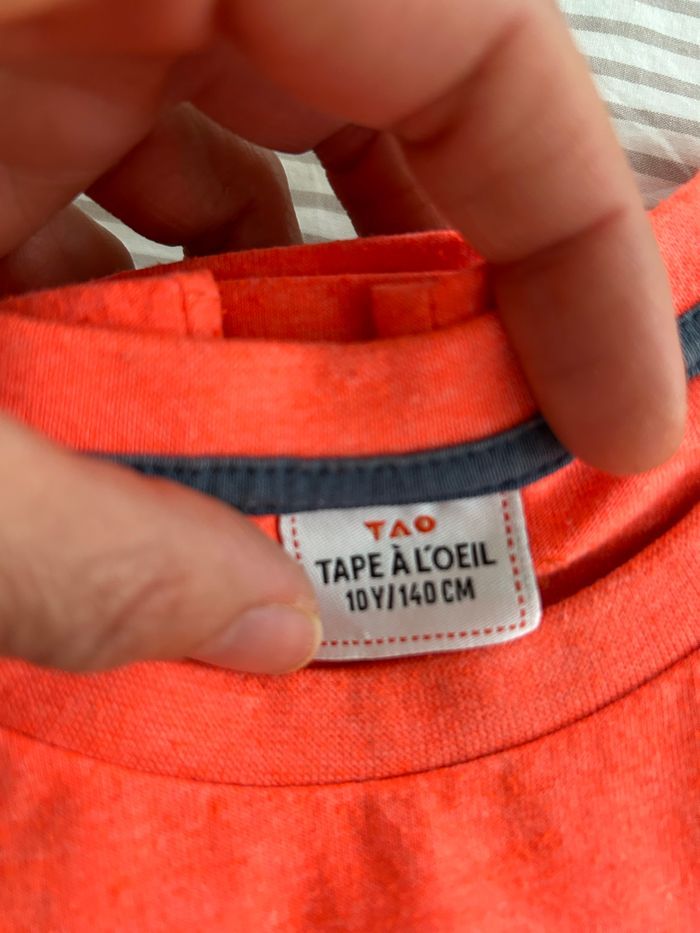 TAO
TAPE À L'OEIL
10Y/140 CM